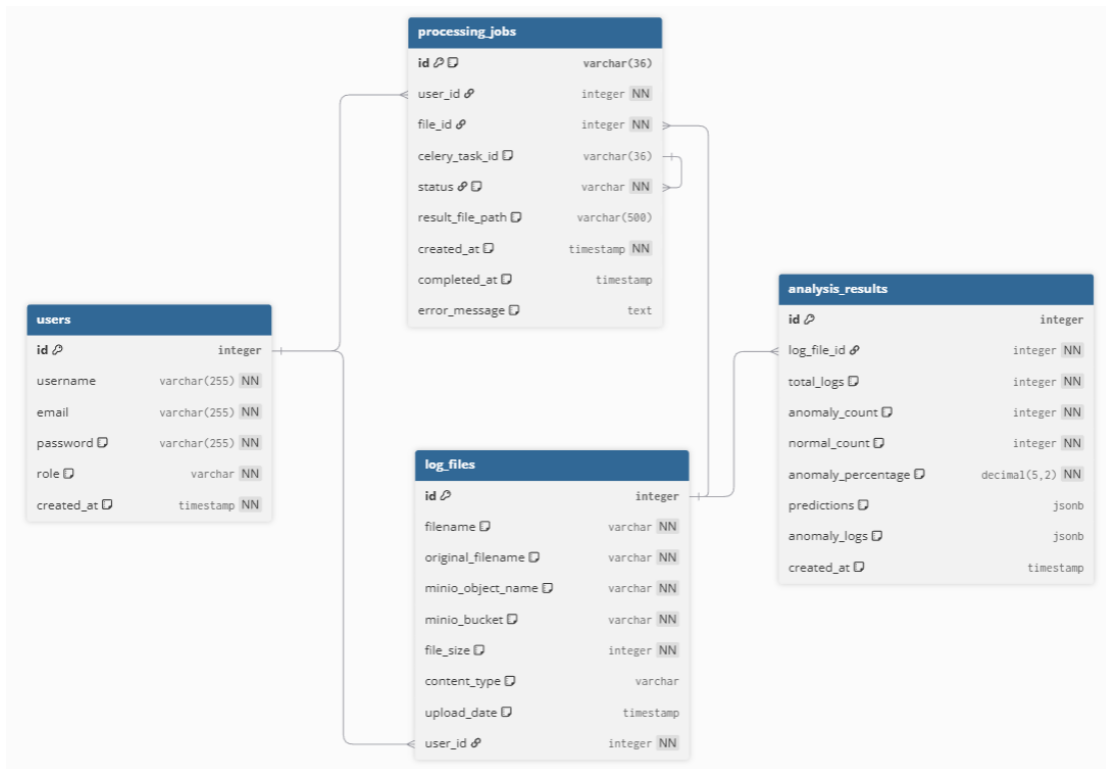 processing_jobs
id varchar(36)
user_id integer NN
file_id integer NN
celery_task_id varchar(36)
status varchar NN
result_file_path varchar(500)
created_at timestamp NN
completed_at timestamp
error_message text
users
id integer
username varchar(255) NN
email varchar(255) NN
password varchar(255) NN
role varchar NN
created_at timestamp NN
log_files
id integer
filename varchar NN
original_filename varchar NN
minio_object_name varchar NN
minio_bucket varchar NN
file_size integer NN
content_type varchar
upload_date timestamp
user_id integer NN
analysis_results
id integer
log_file_id integer NN
total_logs integer NN
anomaly_count integer NN
normal_count integer NN
anomaly_percentage decimal(5,2) NN
predictions jsonb
anomaly_logs jsonb
created_at timestamp